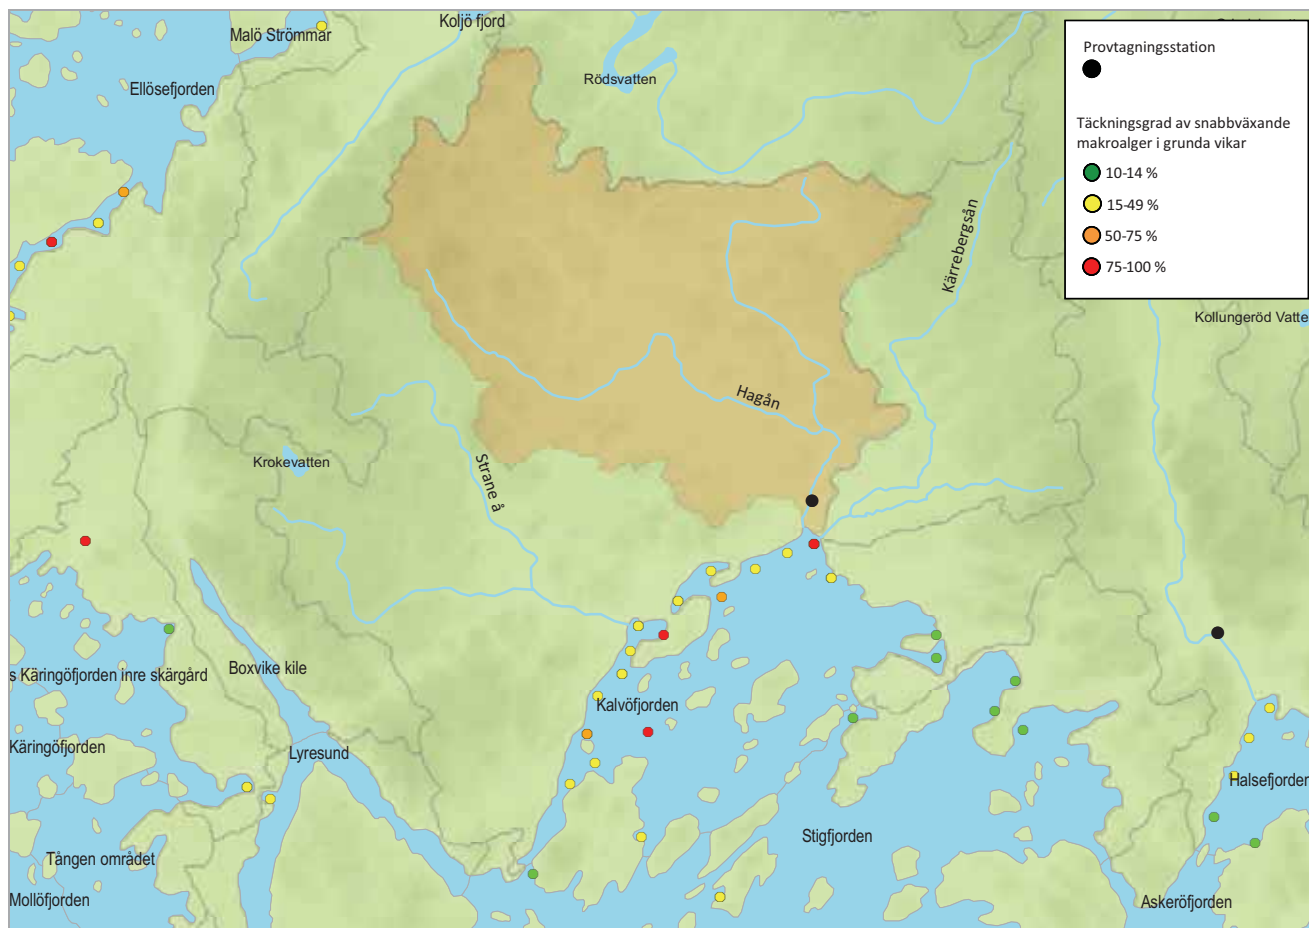 Koljö fjord
Malö Strömmar
Ellösefjorden
Rödsvatten
Provtagningsstation
Täckningsgrad av snabbväxande
makroalger i grunda vikar
10-14 %
15-49 %
50-75 %
75-100 %
Kärrebergsån
Kollungeröd Vatte
Hagån
Krokevatten
Strane å
s Käringöfjorden inre skärgård
Boxvike kile
Kalvöfjorden
Käringöfjorden
Lyresund
Halsefjorden
Stigfjorden
Tången området
Mollöfjorden
Askeröfjorden